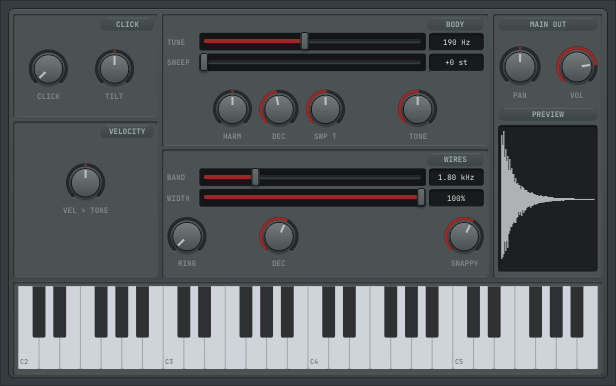 CLICK
CLICK TILT
VELOCITY
VEL > TONE
BODY
TUNE 190 Hz
SWEEP +0 st
HARM DEC SWP T TONE
WIRES
BAND 1.80 kHz
WIDTH 100%
RING DEC SNAPPY
MAIN OUT
PAN VOL
PREVIEW
C2 C3 C4 C5